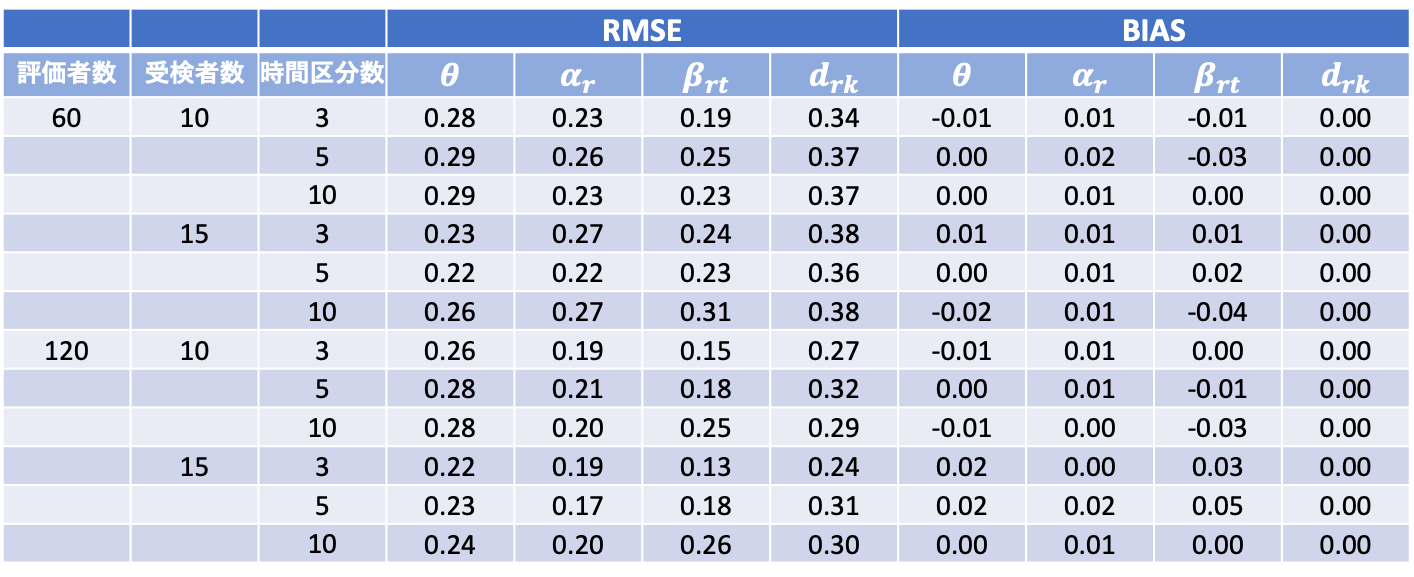 RMSE BIAS
評価者数 受検者数 時間区分数 θ αr βrt drk θ αr βrt drk
60 10 3 0.28 0.23 0.19 0.34 -0.01 0.01 -0.01 0.00
5 0.29 0.26 0.25 0.37 0.00 0.02 -0.03 0.00
10 0.29 0.23 0.23 0.37 0.00 0.01 0.00 0.00
15 3 0.23 0.27 0.24 0.38 0.01 0.01 0.01 0.00
5 0.22 0.22 0.23 0.36 0.00 0.01 0.02 0.00
10 0.26 0.27 0.31 0.38 -0.02 0.01 -0.04 0.00
120 10 3 0.26 0.19 0.15 0.27 -0.01 0.01 0.00 0.00
5 0.28 0.21 0.18 0.32 0.00 0.01 -0.01 0.00
10 0.28 0.20 0.25 0.29 -0.01 0.00 -0.03 0.00
15 3 0.22 0.19 0.13 0.24 0.02 0.00 0.03 0.00
5 0.23 0.17 0.18 0.31 0.02 0.02 0.05 0.00
10 0.24 0.20 0.26 0.30 0.00 0.01 0.00 0.00